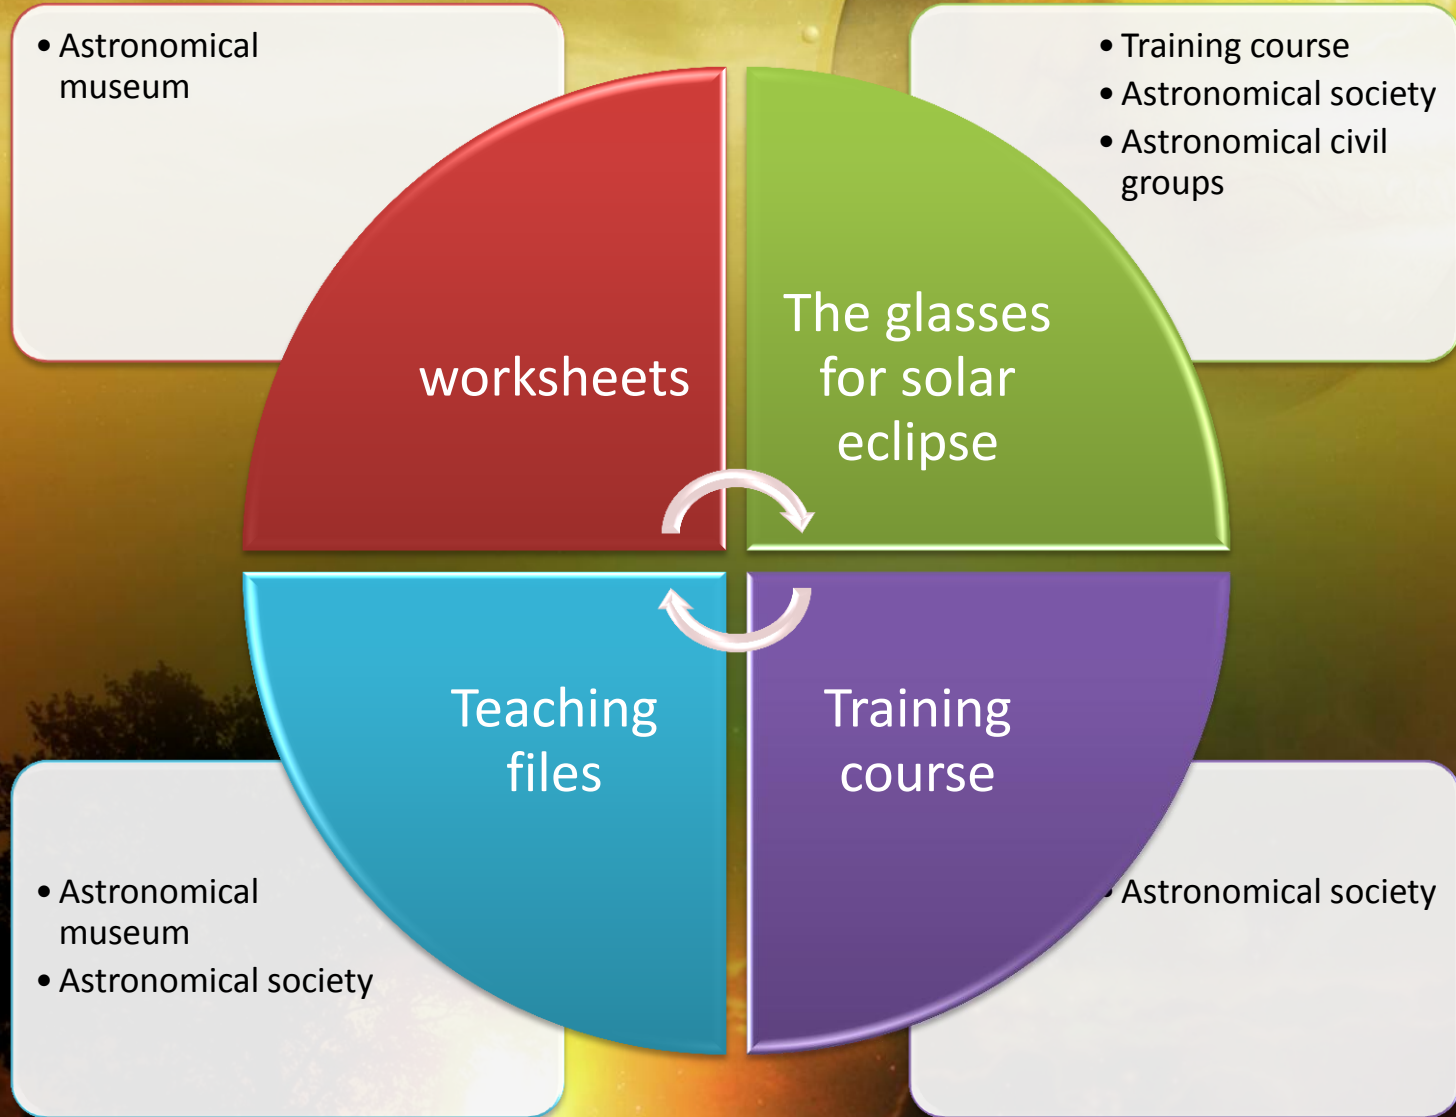 • Astronomical
museum
• Training course
• Astronomical society
• Astronomical civil
groups
worksheets
The glasses
for solar
eclipse
Teaching
files
Training
course
• Astronomical
museum
• Astronomical society
• Astronomical society